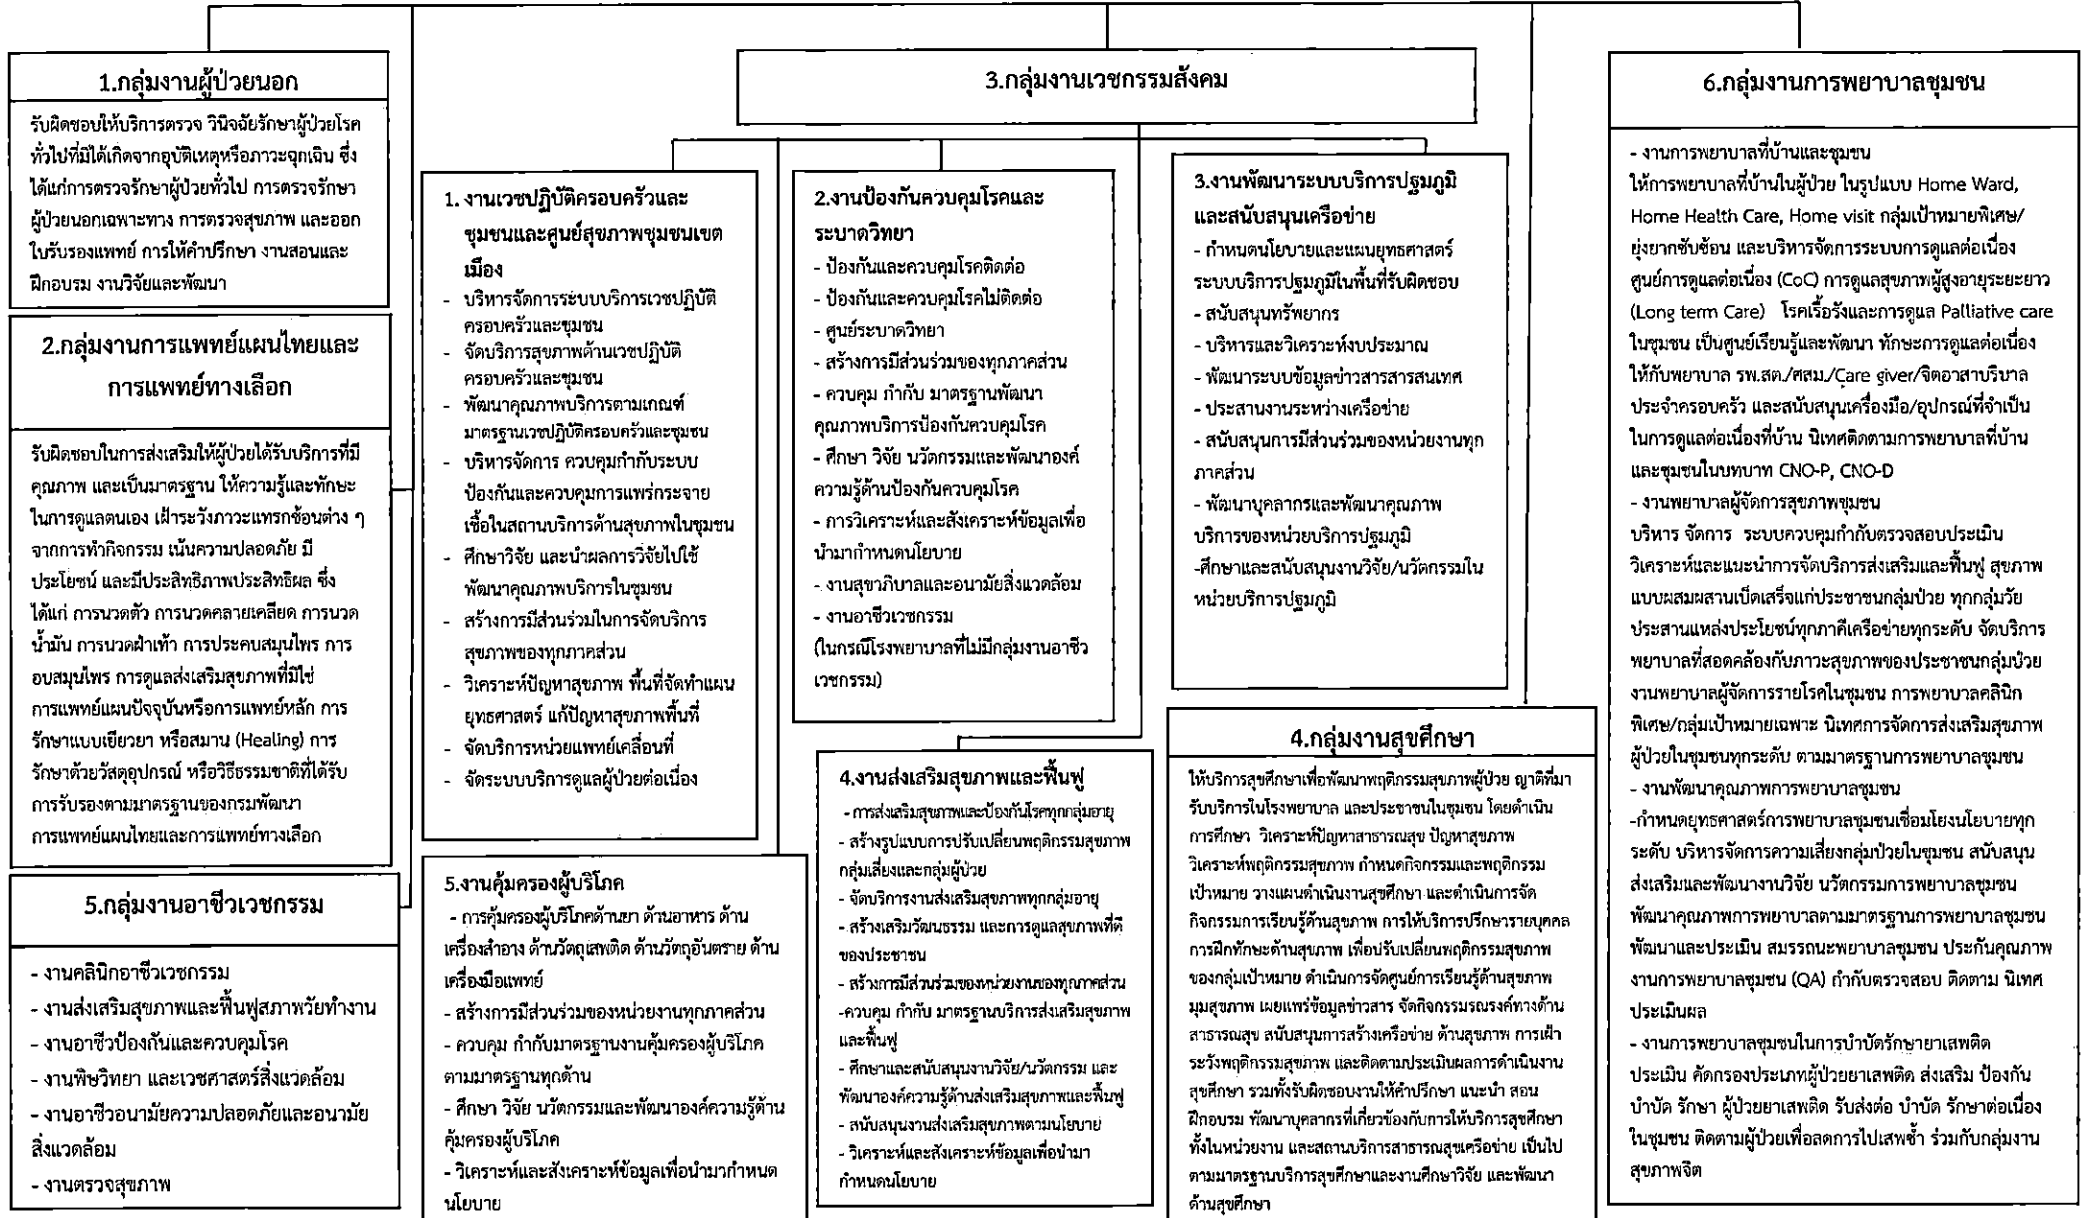 1.กลุ่มงานผู้ป่วยนอก
รับผิดชอบให้บริการตรวจ วินิจฉัยรักษาผู้ป่วยโรค
ทั่วไปที่มิได้เกิดจากอุบัติเหตุหรือภาวะฉุกเฉิน ซึ่ง
ได้แก่การตรวจรักษาผู้ป่วยทั่วไป การตรวจรักษา
ผู้ป่วยนอกเฉพาะทาง การตรวจสุขภาพ และออก
ใบรับรองแพทย์ การให้คำปรึกษา งานสอนและ
ฝึกอบรม งานวิจัยและพัฒนา
2.กลุ่มงานการแพทย์แผนไทยและ
การแพทย์ทางเลือก
รับผิดชอบในการส่งเสริมให้ผู้ป่วยได้รับบริการที่มี
คุณภาพ และเป็นมาตรฐาน ให้ความรู้และทักษะ
ในการดูแลตนเอง เฝ้าระวังภาวะแทรกซ้อนต่าง ๆ
จากการทำกิจกรรม เน้นความปลอดภัย มี
ประโยชน์ และมีประสิทธิภาพประสิทธิผล ซึ่ง
ได้แก่ การนวดตัว การนวดคลายเคลียด การนวด
น้ำมัน การนวดฝ่าเท้า การประคบสมุนไพร การ
อบสมุนไพร การดูแลส่งเสริมสุขภาพที่มิใช่
การแพทย์แผนปัจจุบันหรือการแพทย์หลัก การ
รักษาแบบเยียวยา หรือสมาน (Healing) การ
รักษาด้วยวัสดุอุปกรณ์ หรือวิธีธรรมชาติที่ได้รับ
การรับรองตามมาตรฐานของกรมพัฒนา
การแพทย์แผนไทยและการแพทย์ทางเลือก
5.กลุ่มงานอาชีวเวชกรรม
- งานคลินิกอาชีวเวชกรรม
- งานส่งเสริมสุขภาพและฟื้นฟูสภาพวัยทำงาน
- งานอาชีวป้องกันและควบคุมโรค
- งานพิษวิทยา และเวชศาสตร์สิ่งแวดล้อม
- งานอาชีวอนามัยความปลอดภัยและอนามัย
สิ่งแวดล้อม
- งานตรวจสุขภาพ
3.กลุ่มงานเวชกรรมสังคม
1. งานเวชปฏิบัติครอบครัวและ
ชุมชนและศูนย์สุขภาพชุมชนเขต
เมือง
- บริหารจัดการระบบบริการเวชปฏิบัติ
ครอบครัวและชุมชน
- จัดบริการสุขภาพด้านเวชปฏิบัติ
ครอบครัวและชุมชน
- พัฒนาคุณภาพบริการตามเกณฑ์
มาตรฐานเวชปฏิบัติครอบครัวและชุมชน
- บริหารจัดการ ควบคุมกำกับระบบ
ป้องกันและควบคุมการแพร่กระจาย
เชื้อในสถานบริการด้านสุขภาพในชุมชน
- ศึกษาวิจัย และนำผลการวิจัยไปใช้
พัฒนาคุณภาพบริการในชุมชน
- สร้างการมีส่วนร่วมในการจัดบริการ
สุขภาพของทุกภาคส่วน
- วิเคราะห์ปัญหาสุขภาพ พื้นที่จัดทำแผน
ยุทธศาสตร์ แก้ปัญหาสุขภาพพื้นที่
- จัดบริการหน่วยแพทย์เคลื่อนที่
- จัดระบบบริการดูแลผู้ป่วยต่อเนื่อง
2.งานป้องกันควบคุมโรคและ
ระบาดวิทยา
- ป้องกันและควบคุมโรคติดต่อ
- ป้องกันและควบคุมโรคไม่ติดต่อ
- ศูนย์ระบาดวิทยา
- สร้างการมีส่วนร่วมของทุกภาคส่วน
- ควบคุม กำกับ มาตรฐานพัฒนา
คุณภาพบริการป้องกันควบคุมโรค
- ศึกษา วิจัย นวัตกรรมและพัฒนาองค์
ความรู้ด้านป้องกันควบคุมโรค
- การวิเคราะห์และสังเคราะห์ข้อมูลเพื่อ
นำมากำหนดนโยบาย
- งานสุขาภิบาลและอนามัยสิ่งแวดล้อม
- งานอาชีวเวชกรรม
(ในกรณีโรงพยาบาลที่ไม่มีกลุ่มงานอาชีว
เวชกรรม)
3.งานพัฒนาระบบบริการปฐมภูมิ
และสนับสนุนเครือข่าย
- กำหนดนโยบายและแผนยุทธศาสตร์
ระบบบริการปฐมภูมิในพื้นที่รับผิดชอบ
- สนับสนุนทรัพยากร
- บริหารและวิเคราะห์งบประมาณ
- พัฒนาระบบข้อมูลข่าวสารสารสนเทศ
- ประสานงานระหว่างเครือข่าย
- สนับสนุนการมีส่วนร่วมของหน่วยงานทุก
ภาคส่วน
- พัฒนาบุคลากรและพัฒนาคุณภาพ
บริการของหน่วยบริการปฐมภูมิ
-ศึกษาและสนับสนุนงานวิจัย/นวัตกรรมใน
หน่วยบริการปฐมภูมิ
5.งานคุ้มครองผู้บริโภค
- การคุ้มครองผู้บริโภคด้านยา ด้านอาหาร ด้าน
เครื่องสำอาง ด้านวัตถุเสพติด ด้านวัตถุอันตราย ด้าน
เครื่องมือแพทย์
- สร้างการมีส่วนร่วมของหน่วยงานทุกภาคส่วน
- ควบคุม กำกับมาตรฐานงานคุ้มครองผู้บริโภค
ตามมาตรฐานทุกด้าน
- ศึกษา วิจัย นวัตกรรมและพัฒนาองค์ความรู้ด้าน
คุ้มครองผู้บริโภค
- วิเคราะห์และสังเคราะห์ข้อมูลเพื่อนำมากำหนด
นโยบาย
4.งานส่งเสริมสุขภาพและฟื้นฟู
- การส่งเสริมสุขภาพและป้องกันโรคทุกกลุ่มอายุ
- สร้างรูปแบบการปรับเปลี่ยนพฤติกรรมสุขภาพ
กลุ่มเสี่ยงและกลุ่มผู้ป่วย
- จัดบริการงานส่งเสริมสุขภาพทุกกลุ่มอายุ
- สร้างเสริมวัฒนธรรม และการดูแลสุขภาพที่ดี
ของประชาชน
- สร้างการมีส่วนร่วมของหน่วยงานของทุกภาคส่วน
-ควบคุม กำกับ มาตรฐานบริการส่งเสริมสุขภาพ
และฟื้นฟู
- ศึกษาและสนับสนุนงานวิจัย/นวัตกรรม และ
พัฒนาองค์ความรู้ด้านส่งเสริมสุขภาพและฟื้นฟู
- สนับสนุนงานส่งเสริมสุขภาพตามนโยบาย
- วิเคราะห์และสังเคราะห์ข้อมูลเพื่อนำมา
กำหนดนโยบาย
4.กลุ่มงานสุขศึกษา
ให้บริการสุขศึกษาเพื่อพัฒนาพฤติกรรมสุขภาพผู้ป่วย ญาติที่มา
รับบริการในโรงพยาบาล และประชาชนในชุมชน โดยดำเนิน
การศึกษา วิเคราะห์ปัญหาสาธารณสุข ปัญหาสุขภาพ
วิเคราะห์พฤติกรรมสุขภาพ กำหนดกิจกรรมและพฤติกรรม
เป้าหมาย วางแผนดำเนินงานสุขศึกษา และดำเนินการจัด
กิจกรรมการเรียนรู้ด้านสุขภาพ การให้บริการปรึกษารายบุคคล
การฝึกทักษะด้านสุขภาพ เพื่อปรับเปลี่ยนพฤติกรรมสุขภาพ
ของกลุ่มเป้าหมาย ดำเนินการจัดศูนย์การเรียนรู้ด้านสุขภาพ
มุมสุขภาพ เผยแพร่ข้อมูลข่าวสาร จัดกิจกรรมรณรงค์ทางด้าน
สาธารณสุข สนับสนุนการสร้างเครือข่าย ด้านสุขภาพ การเฝ้า
ระวังพฤติกรรมสุขภาพ และติดตามประเมินผลการดำเนินงาน
สุขศึกษา รวมทั้งรับผิดชอบงานให้คำปรึกษา แนะนำ สอน
ฝึกอบรม พัฒนาบุคลากรที่เกี่ยวข้องกับการให้บริการสุขศึกษา
ทั้งในหน่วยงาน และสถานบริการสาธารณสุขเครือข่าย เป็นไป
ตามมาตรฐานบริการสุขศึกษาและงานศึกษาวิจัย และพัฒนา
ด้านสุขศึกษา
6.กลุ่มงานการพยาบาลชุมชน
- งานการพยาบาลที่บ้านและชุมชน
ให้การพยาบาลที่บ้านในผู้ป่วย ในรูปแบบ Home Ward,
Home Health Care, Home visit กลุ่มเป้าหมายพิเศษ/
ยุ่งยากซับซ้อน และบริหารจัดการระบบการดูแลต่อเนื่อง
ศูนย์การดูแลต่อเนื่อง (CoC) การดูแลสุขภาพผู้สูงอายุระยะยาว
(Long term Care) โรคเรื้อรังและการดูแล Palliative care
ในชุมชน เป็นศูนย์เรียนรู้และพัฒนา ทักษะการดูแลต่อเนื่อง
ให้กับพยาบาล รพ.สต./ศสม./Care giver/จิตอาสาบริบาล
ประจำครอบครัว และสนับสนุนเครื่องมือ/อุปกรณ์ที่จำเป็น
ในการดูแลต่อเนื่องที่บ้าน นิเทศติดตามการพยาบาลที่บ้าน
และชุมชนในบทบาท CNO-P, CNO-D
- งานพยาบาลผู้จัดการสุขภาพชุมชน
บริหาร จัดการ ระบบควบคุมกำกับตรวจสอบประเมิน
วิเคราะห์และแนะนำการจัดบริการส่งเสริมและฟื้นฟู สุขภาพ
แบบผสมผสานเบ็ดเสร็จแก่ประชาชนกลุ่มป่วย ทุกกลุ่มวัย
ประสานแหล่งประโยชน์ทุกภาคีเครือข่ายทุกระดับ จัดบริการ
พยาบาลที่สอดคล้องกับภาวะสุขภาพของประชาชนกลุ่มป่วย
งานพยาบาลผู้จัดการรายโรคในชุมชน การพยาบาลคลินิก
พิเศษ/กลุ่มเป้าหมายเฉพาะ นิเทศการจัดการส่งเสริมสุขภาพ
ผู้ป่วยในชุมชนทุกระดับ ตามมาตรฐานการพยาบาลชุมชน
- งานพัฒนาคุณภาพการพยาบาลชุมชน
-กำหนดยุทธศาสตร์การพยาบาลชุมชนเชื่อมโยงนโยบายทุก
ระดับ บริหารจัดการความเสี่ยงกลุ่มป่วยในชุมชน สนับสนุน
ส่งเสริมและพัฒนางานวิจัย นวัตกรรมการพยาบาลชุมชน
พัฒนาคุณภาพการพยาบาลตามมาตรฐานการพยาบาลชุมชน
พัฒนาและประเมิน สมรรถนะพยาบาลชุมชน ประกันคุณภาพ
งานการพยาบาลชุมชน (QA) กำกับตรวจสอบ ติดตาม นิเทศ
ประเมินผล
- งานการพยาบาลชุมชนในการบำบัดรักษายาเสพติด
ประเมิน คัดกรองประเภทผู้ป่วยยาเสพติด ส่งเสริม ป้องกัน
บำบัด รักษา ผู้ป่วยยาเสพติด รับส่งต่อ บำบัด รักษาต่อเนื่อง
ในชุมชน ติดตามผู้ป่วยเพื่อลดการไปเสพซ้ำ ร่วมกับกลุ่มงาน
สุขภาพจิต